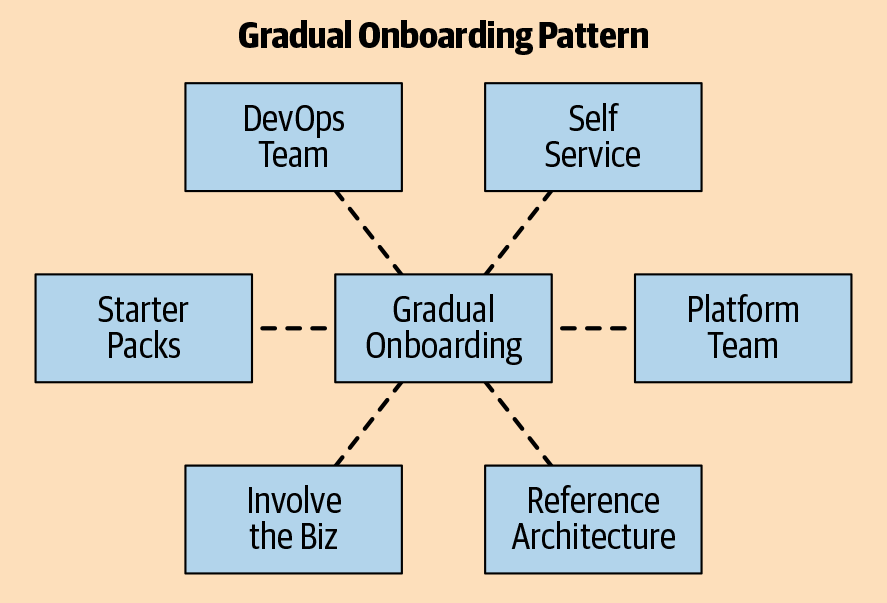 Gradual Onboarding Pattern
DevOps
Team
Self
Service
Starter
Packs
Gradual
Onboarding
Platform
Team
Involve
the Biz
Reference
Architecture